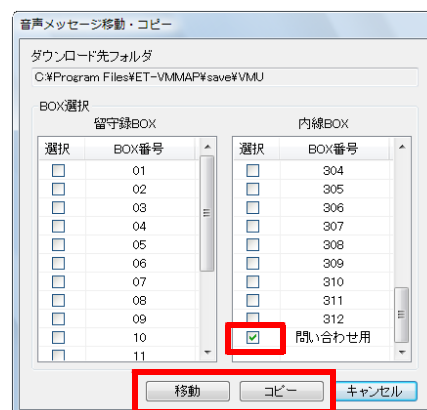 音声メッセージ移動・コピー
ダウンロード先フォルダ
C:¥Program Files¥ET-VMMAP¥save¥VMU
BOX選択
留守録BOX
選択 BOX番号
01
02
03
04
05
06
07
08
09
10
11
内線BOX
選択 BOX番号
304
305
306
307
308
309
310
311
312
問い合わせ用
移動 コピー キャンセル